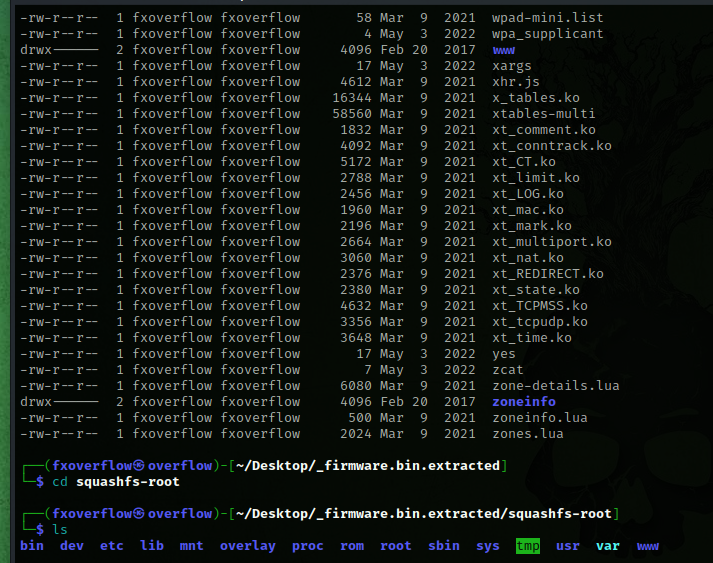 -rw-r--r-- 1 fxoverflow fxoverflow 58 Mar 9 2021 wpad-mini.list
-rw-r--r-- 1 fxoverflow fxoverflow 4 May 3 2022 wpa_supplicant
drwx------ 2 fxoverflow fxoverflow 4096 Feb 20 2017 www
-rw-r--r-- 1 fxoverflow fxoverflow 17 May 3 2022 xargs
-rw-r--r-- 1 fxoverflow fxoverflow 4612 Mar 9 2021 xhr.js
-rw-r--r-- 1 fxoverflow fxoverflow 16344 Mar 9 2021 x_tables.ko
-rw-r--r-- 1 fxoverflow fxoverflow 58560 Mar 9 2021 xtables-multi
-rw-r--r-- 1 fxoverflow fxoverflow 1832 Mar 9 2021 xt_comment.ko
-rw-r--r-- 1 fxoverflow fxoverflow 4092 Mar 9 2021 xt_conntrack.ko
-rw-r--r-- 1 fxoverflow fxoverflow 5172 Mar 9 2021 xt_CT.ko
-rw-r--r-- 1 fxoverflow fxoverflow 2788 Mar 9 2021 xt_limit.ko
-rw-r--r-- 1 fxoverflow fxoverflow 2456 Mar 9 2021 xt_LOG.ko
-rw-r--r-- 1 fxoverflow fxoverflow 1960 Mar 9 2021 xt_mac.ko
-rw-r--r-- 1 fxoverflow fxoverflow 2196 Mar 9 2021 xt_mark.ko
-rw-r--r-- 1 fxoverflow fxoverflow 2664 Mar 9 2021 xt_multiport.ko
-rw-r--r-- 1 fxoverflow fxoverflow 3060 Mar 9 2021 xt_nat.ko
-rw-r--r-- 1 fxoverflow fxoverflow 2376 Mar 9 2021 xt_REDIRECT.ko
-rw-r--r-- 1 fxoverflow fxoverflow 2380 Mar 9 2021 xt_state.ko
-rw-r--r-- 1 fxoverflow fxoverflow 4632 Mar 9 2021 xt_TCPMSS.ko
-rw-r--r-- 1 fxoverflow fxoverflow 3356 Mar 9 2021 xt_tcpudp.ko
-rw-r--r-- 1 fxoverflow fxoverflow 3648 Mar 9 2021 xt_time.ko
-rw-r--r-- 1 fxoverflow fxoverflow 17 May 3 2022 yes
-rw-r--r-- 1 fxoverflow fxoverflow 7 May 3 2022 zcat
-rw-r--r-- 1 fxoverflow fxoverflow 6080 Mar 9 2021 zone-details.lua
drwx------ 2 fxoverflow fxoverflow 4096 Feb 20 2017 zoneinfo
-rw-r--r-- 1 fxoverflow fxoverflow 500 Mar 9 2021 zoneinfo.lua
-rw-r--r-- 1 fxoverflow fxoverflow 2024 Mar 9 2021 zones.lua
┌──(fxoverflow㉿overflow)-[~/Desktop/_firmware.bin.extracted]
└─$ cd squashfs-root
┌──(fxoverflow㉿overflow)-[~/Desktop/_firmware.bin.extracted/squashfs-root]
└─$ ls
bin dev etc lib mnt overlay proc rom root sbin sys tmp usr var www